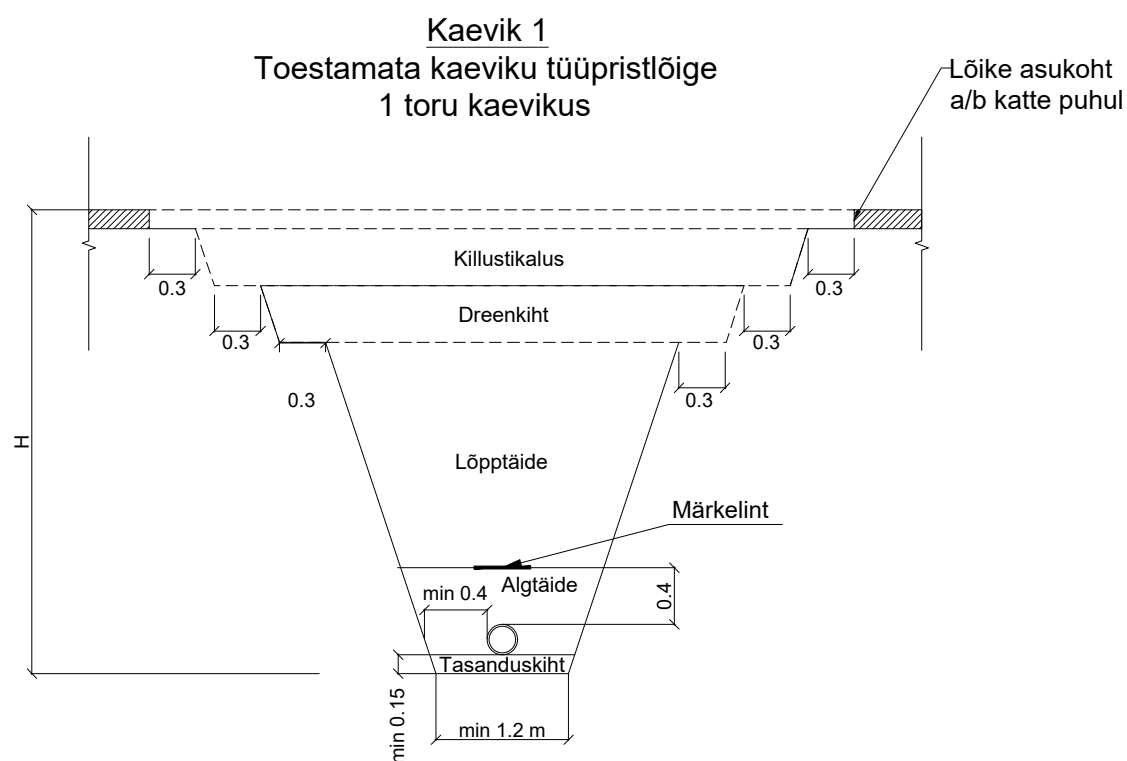 Kaevik 1
Toestamata kaeviku tüüpristlõige
1 toru kaevikus
Lõike asukoht
a/b katte puhul
Killustikalus
0.3
0.3
Dreenkiht
0.3
0.3
0.3
0.3
H
Lõpptäide
Märkelint
Algtäide
min 0.4
0.4
Tasanduskiht
min 0.15
min 1.2 m